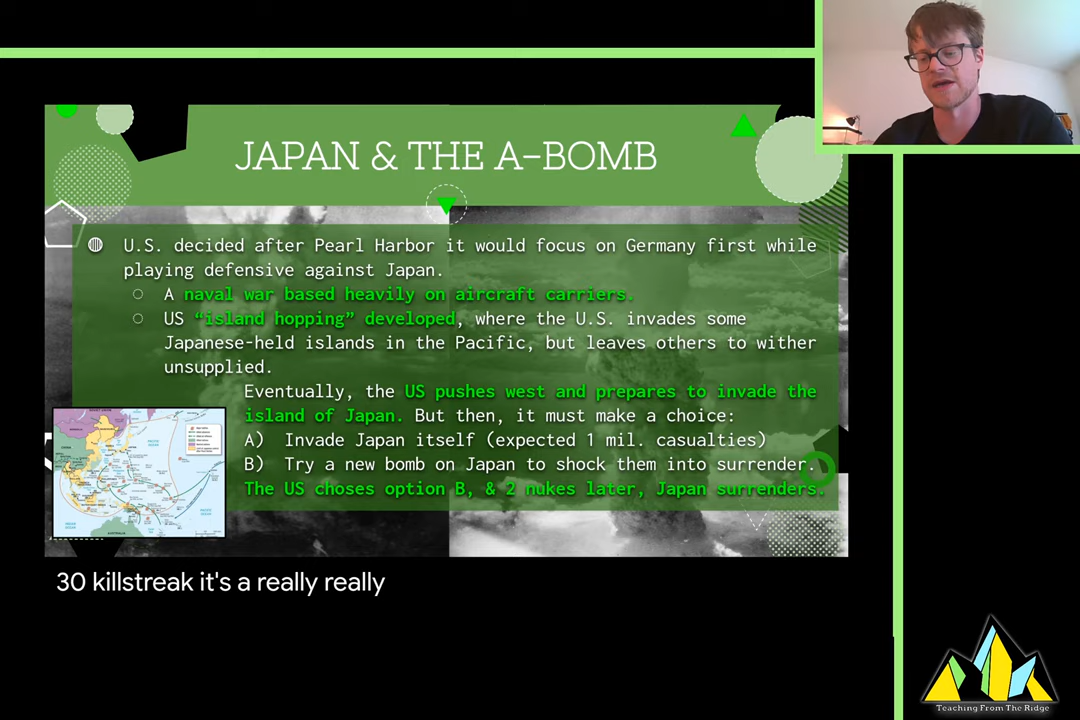 JAPAN & THE A-BOMB
U.S. decided after Pearl Harbor it would focus on Germany first while
playing defensive against Japan.
A naval war based heavily on aircraft carriers.
US “island hopping” developed, where the U.S. invades some
Japanese-held islands in the Pacific, but leaves others to wither
unsupplied.
Eventually, the US pushes west and prepares to invade the
island of Japan. But then, it must make a choice:
A) Invade Japan itself (expected 1 mil. casualties)
B) Try a new bomb on Japan to shock them into surrender.
The US choses option B, & 2 nukes later, Japan surrenders.
30 killstreak it's a really really
Teaching From The Ridge